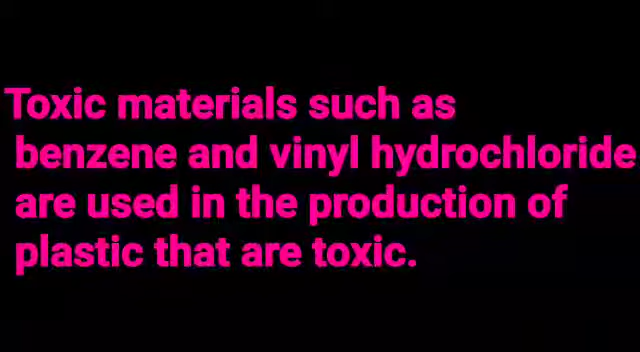 Toxic materials such as
benzene and vinyl hydrochloride
are used in the production of
plastic that are toxic.